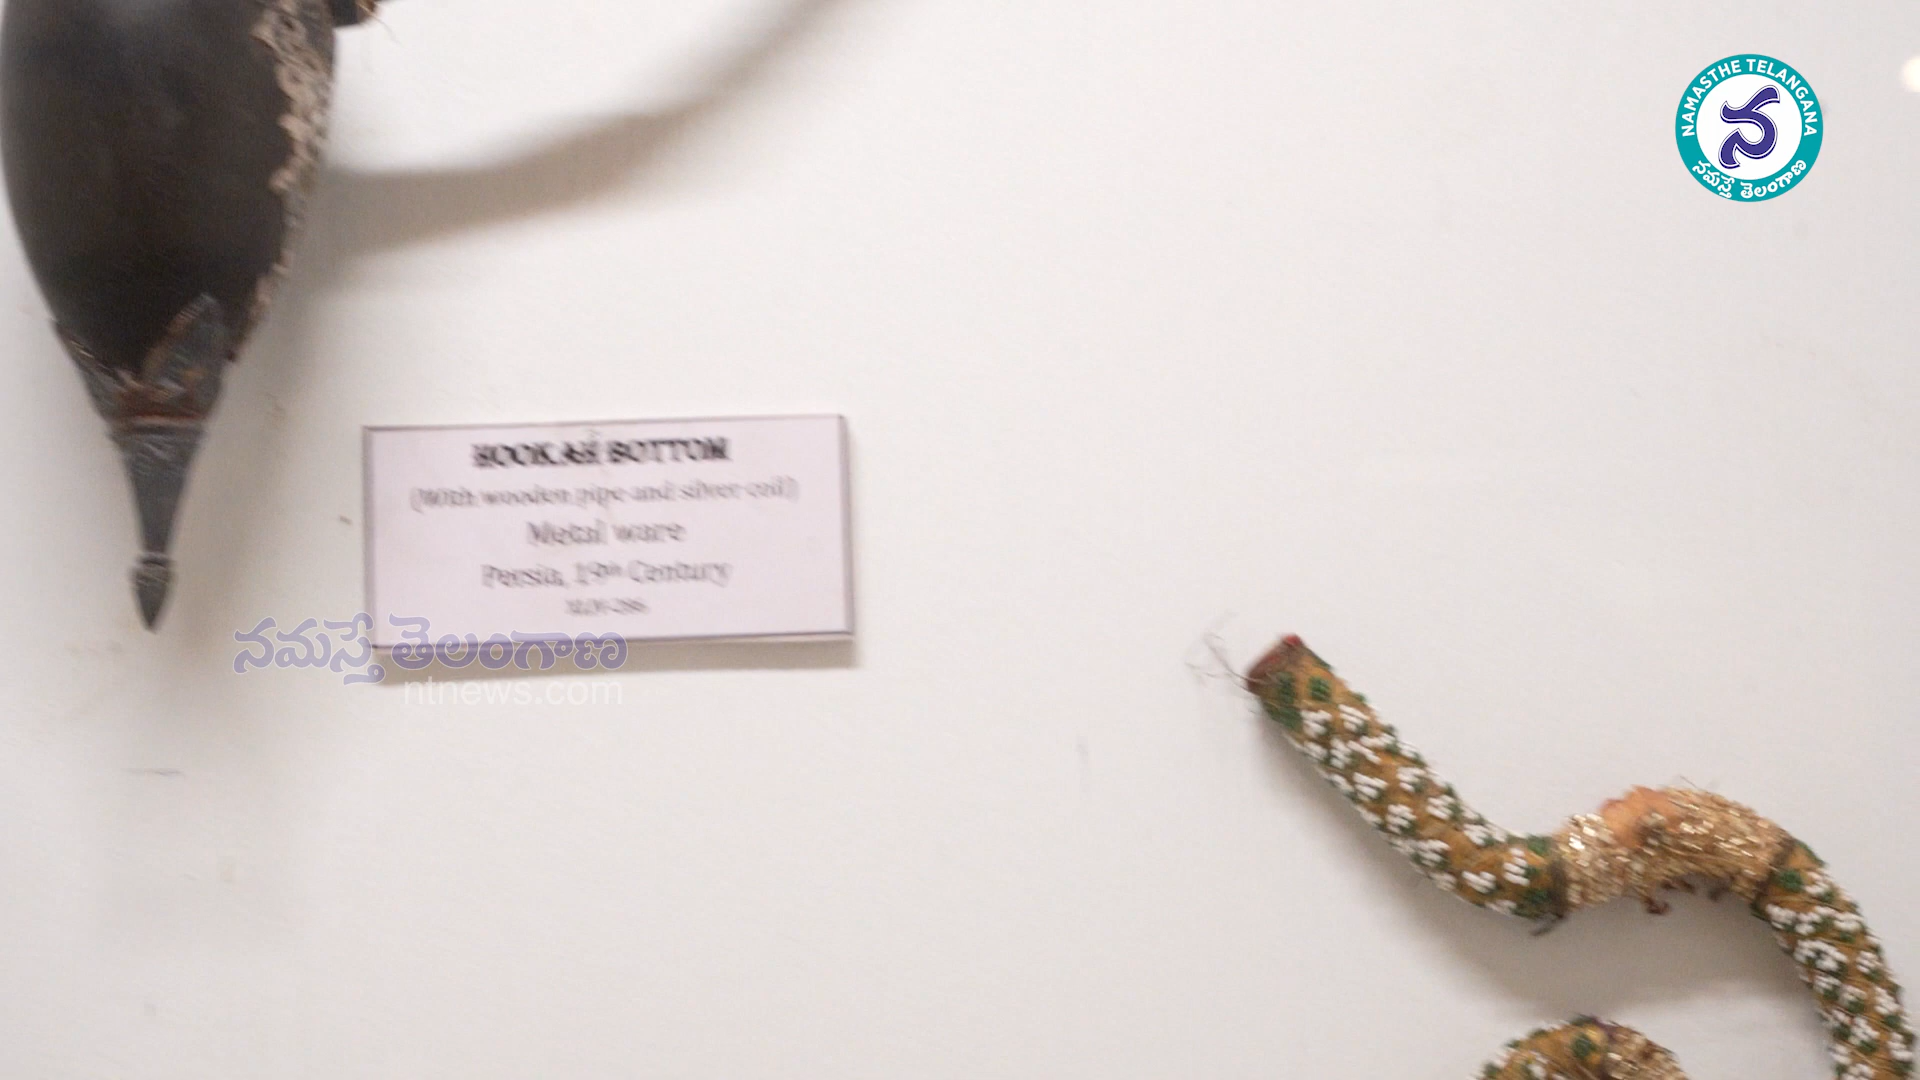 NAMASTHE TELANGANA
న
నమస్తే తెలంగాణ
HOOKAH BOTTOM
(With wooden pipe and silver coil)
Metal ware
Persia, 19th Century
నమస్తే తెలంగాణ
ntnews.com